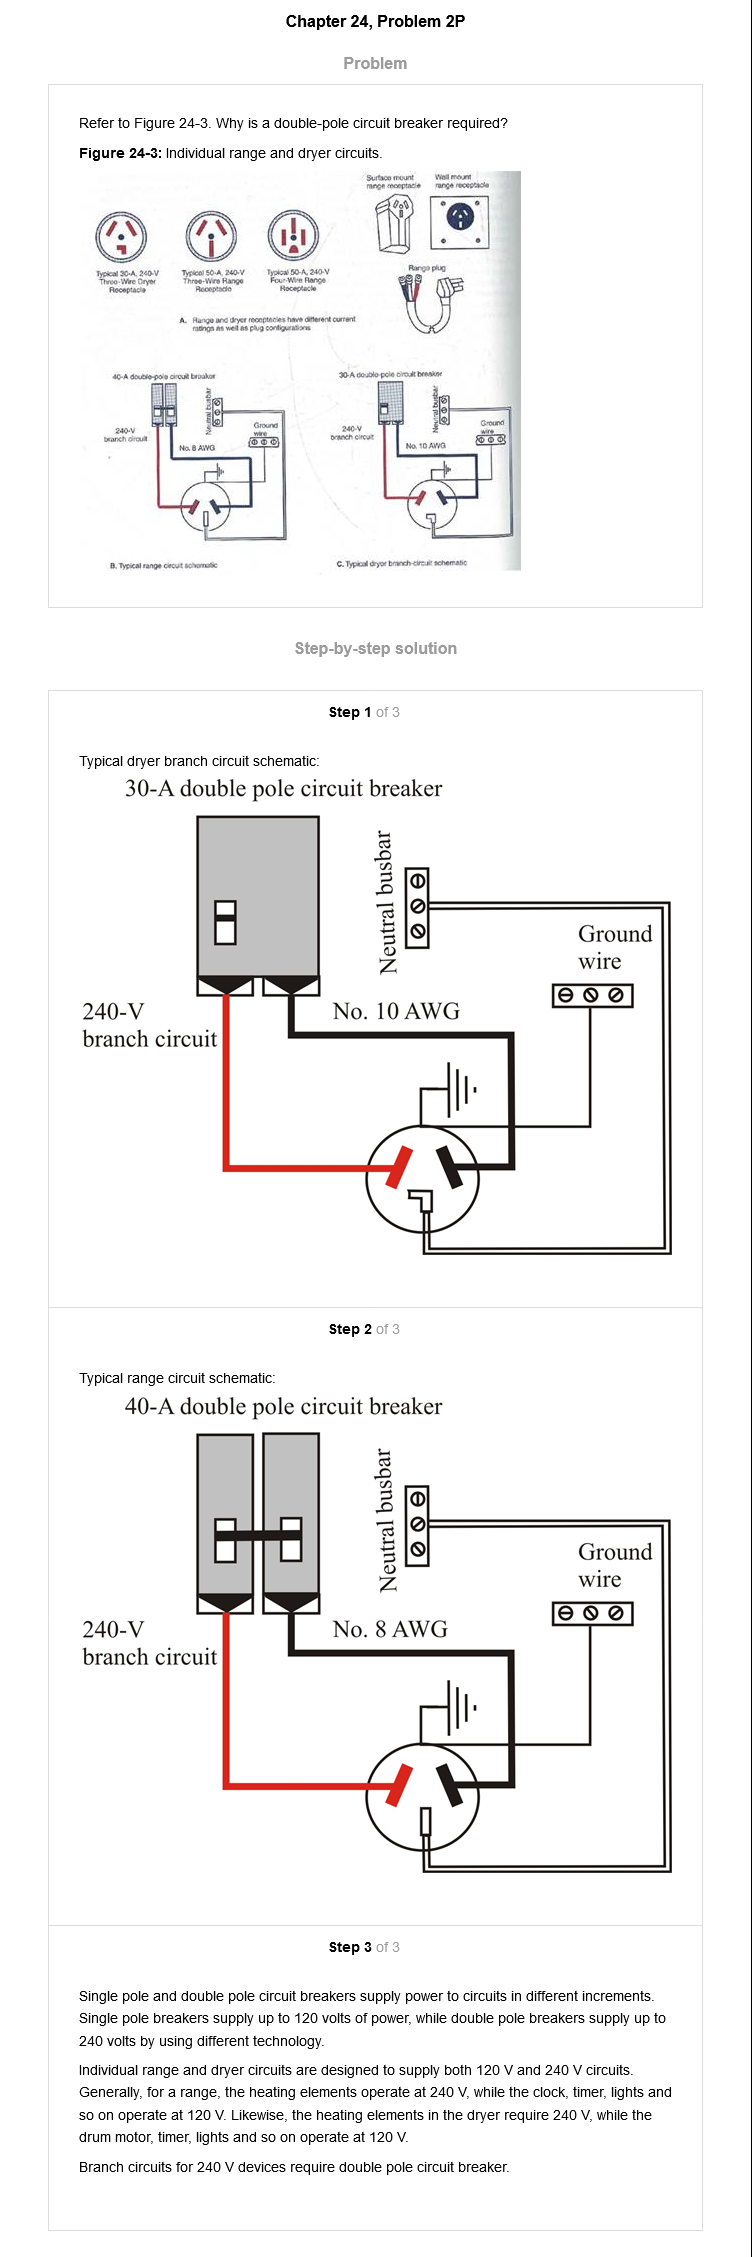 Chapter 24, Problem 2P
Problem
Refer to Figure 24-3. Why is a double-pole circuit breaker required?
Figure 24-3: Individual range and dryer circuits.
Surface mount
range receptacle
Wall mount
range receptacle
Typical 30-A, 240-V
Three-Wire Dryer
Receptacle
Typical 50-A, 240-V
Three-Wire Range
Receptacle
Typical 50-A, 240-V
Four-Wire Range
Receptacle
Range plug
A. Range and dryer receptacles have different current
ratings as well as plug configurations
40-A double-pole circuit breaker
Neutral busbar
240-V
branch circuit
Ground
wire
No. 8 AWG
B. Typical range circuit schematic
30-A double-pole circuit breaker
Neutral busbar
240-V
branch circuit
Ground
wire
No. 10 AWG
C. Typical dryer branch-circuit schematic
Step-by-step solution
Step 1 of 3
Typical dryer branch circuit schematic:
30-A double pole circuit breaker
Neutral busbar
Ground
wire
240-V
branch circuit
No. 10 AWG
Step 2 of 3
Typical range circuit schematic:
40-A double pole circuit breaker
Neutral busbar
Ground
wire
240-V
branch circuit
No. 8 AWG
Step 3 of 3
Single pole and double pole circuit breakers supply power to circuits in different increments.
Single pole breakers supply up to 120 volts of power, while double pole breakers supply up to
240 volts by using different technology.
Individual range and dryer circuits are designed to supply both 120 V and 240 V circuits.
Generally, for a range, the heating elements operate at 240 V, while the clock, timer, lights and
so on operate at 120 V. Likewise, the heating elements in the dryer require 240 V, while the
drum motor, timer, lights and so on operate at 120 V.
Branch circuits for 240 V devices require double pole circuit breaker.